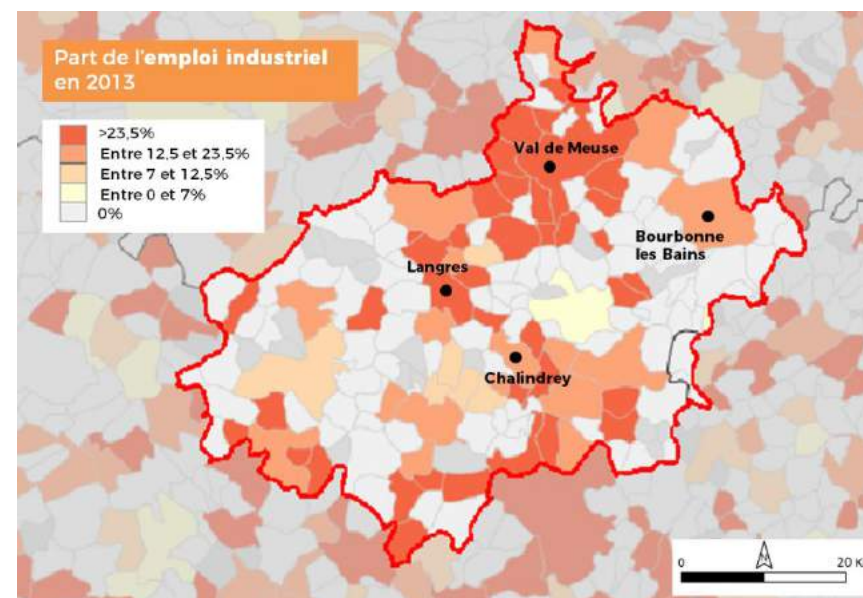 Part de l'emploi industriel
en 2013
>23,5%
Entre 12,5 et 23,5%
Entre 7 et 12,5%
Entre 0 et 7%
0%
Val de Meuse
Bourbonne
les Bains
Langres
Chalindrey
N
0 20 K